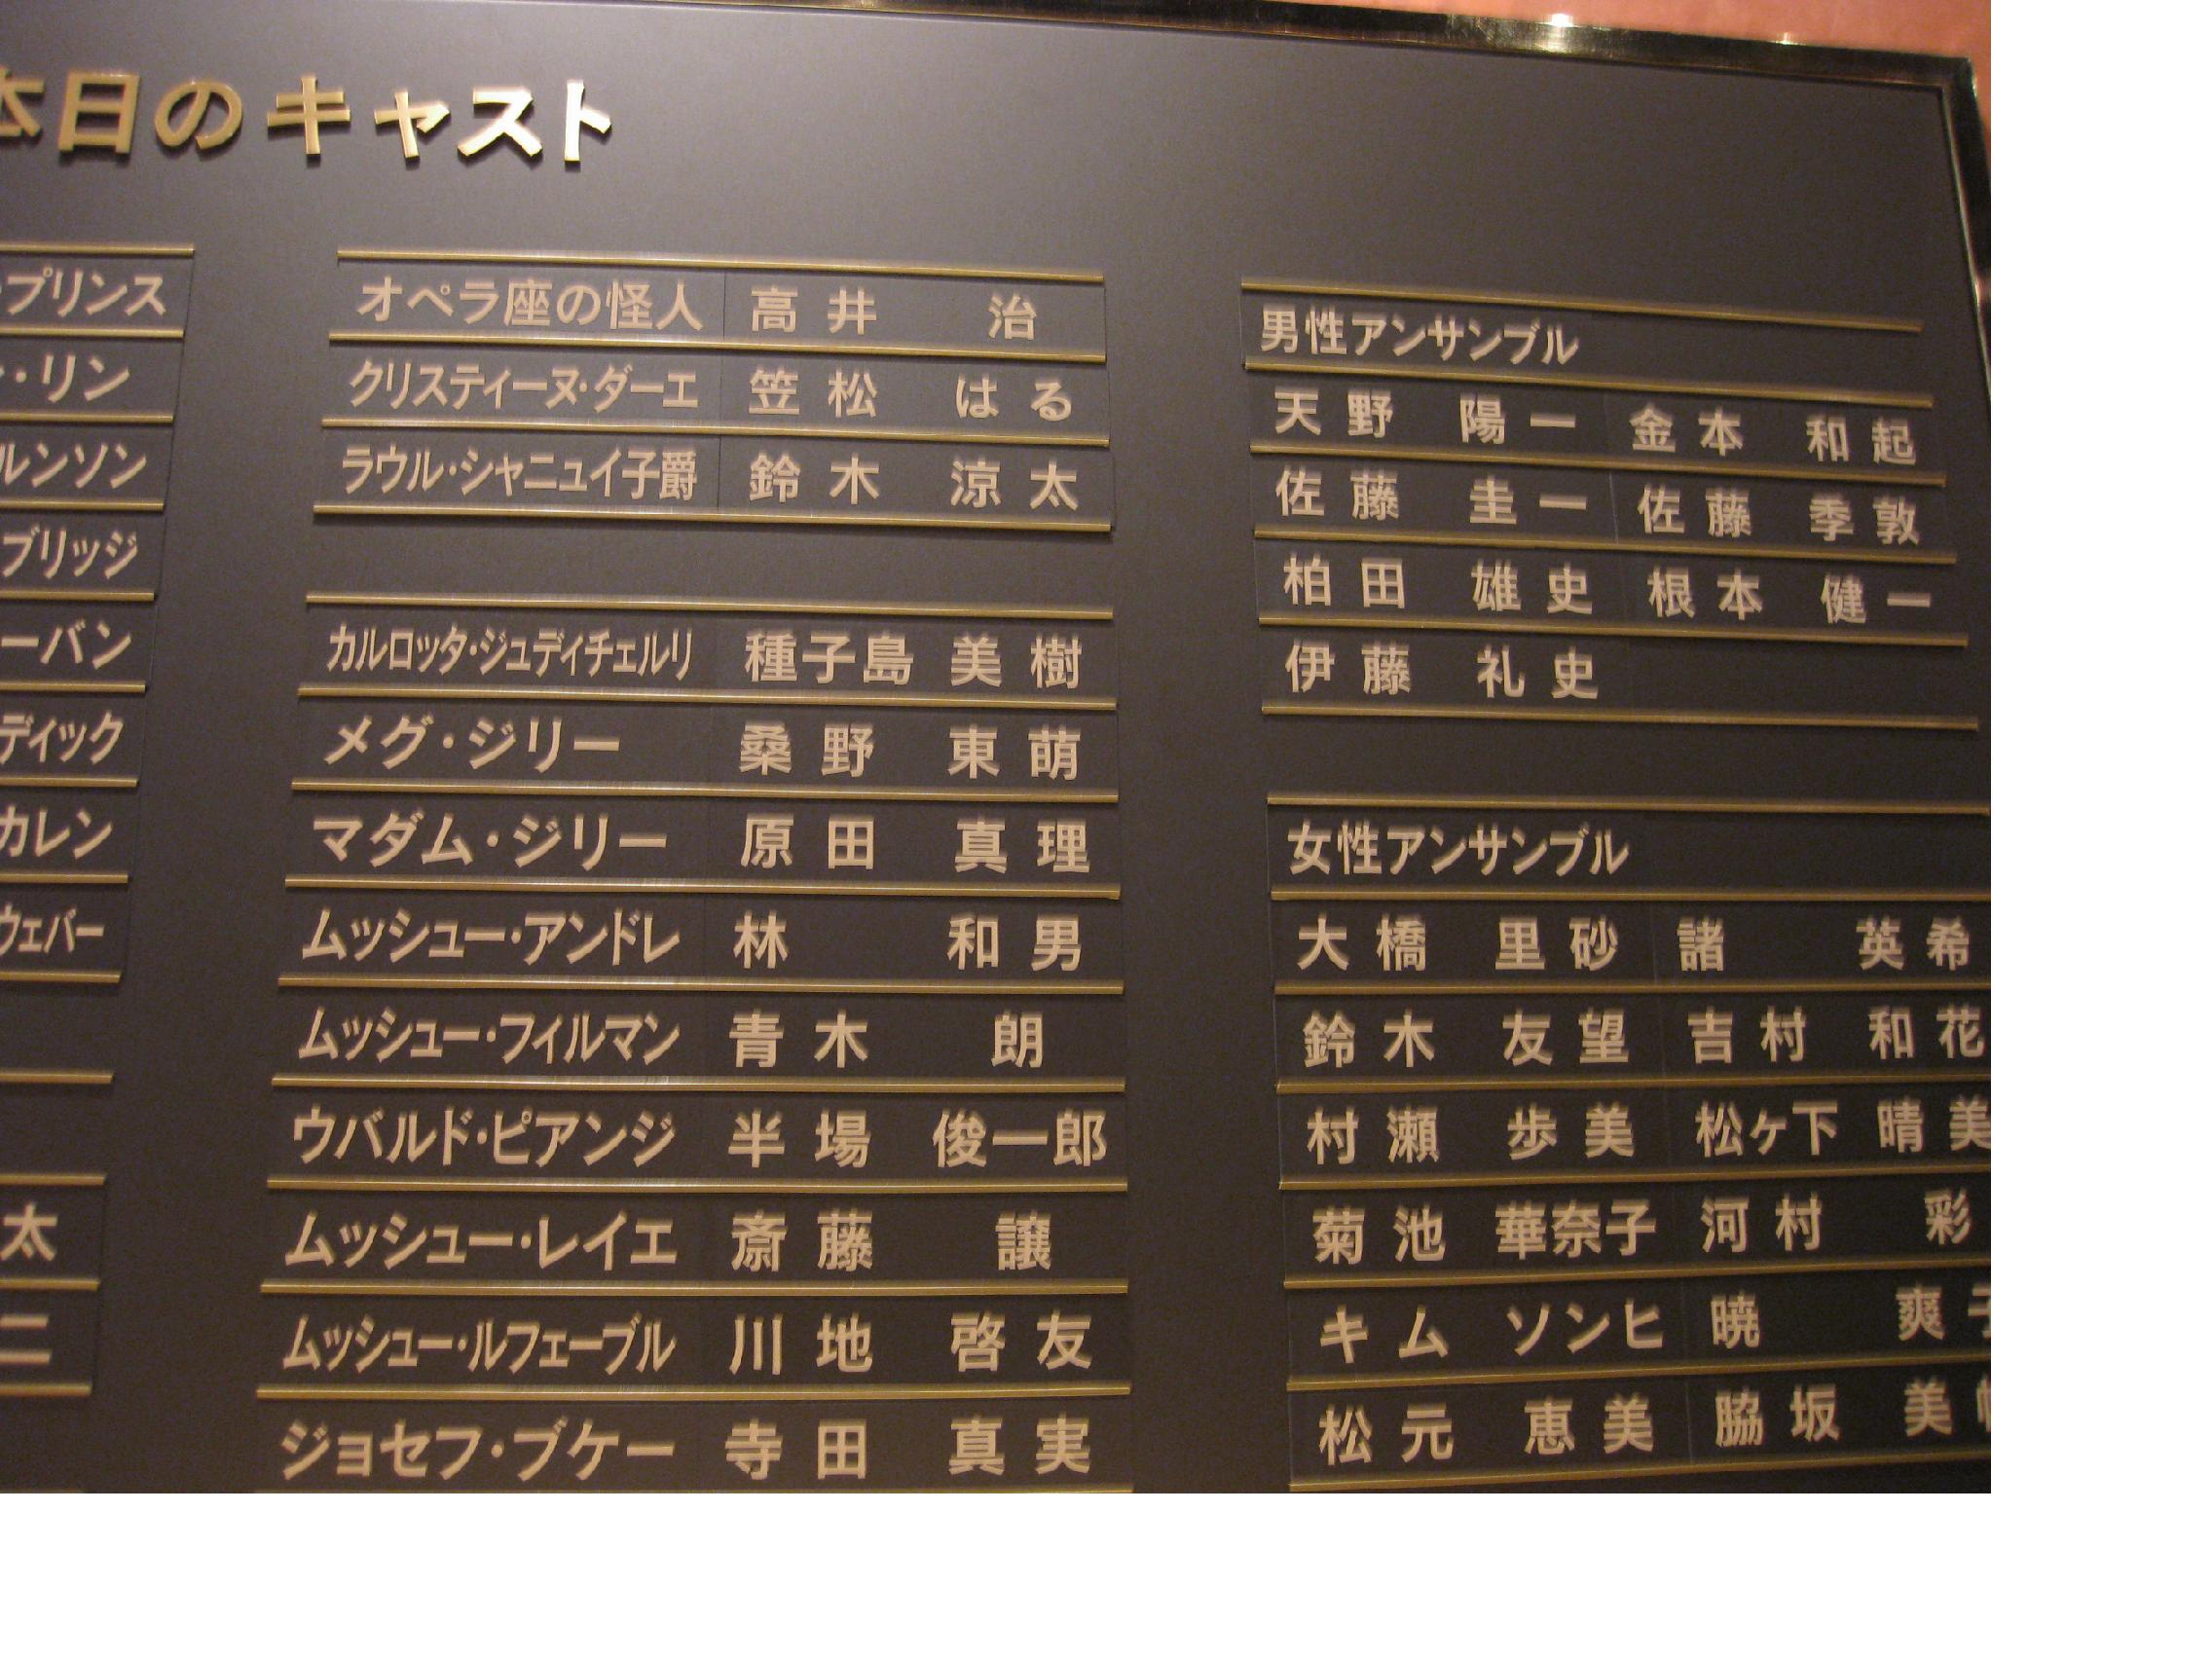 本日のキャスト
プリンス
・リン
ルンソン
ブリッジ
ーバン
ディック
カレン
ウェバー
太
二
オペラ座の怪人 高井 治
クリスティーヌ・ダーエ 笠松 はる
ラウル・シャニュイ子爵 鈴木 涼太
カルロッタ・ジュディチェルリ 種子島 美樹
メグ・ジリー 桑野 東萌
マダム・ジリー 原田 真理
ムッシュー・アンドレ 林 和男
ムッシュー・フィルマン 青木 朗
ウバルド・ピアンジ 半場 俊一郎
ムッシュー・レイエ 斎藤 譲
ムッシュー・ルフェーブル 川地 啓友
ジョセフ・ブケー 寺田 真実
男性アンサンブル
天野 陽一 金本 和起
佐藤 圭一 佐藤 季敦
柏田 雄史 根本 健一
伊藤 礼史
女性アンサンブル
大橋 里砂 諸 英希
鈴木 友望 吉村 和花
村瀬 歩美 松ヶ下 晴美
菊池 華奈子 河村 彩
キム ソンヒ 暁 爽子
松元 恵美 脇坂 美